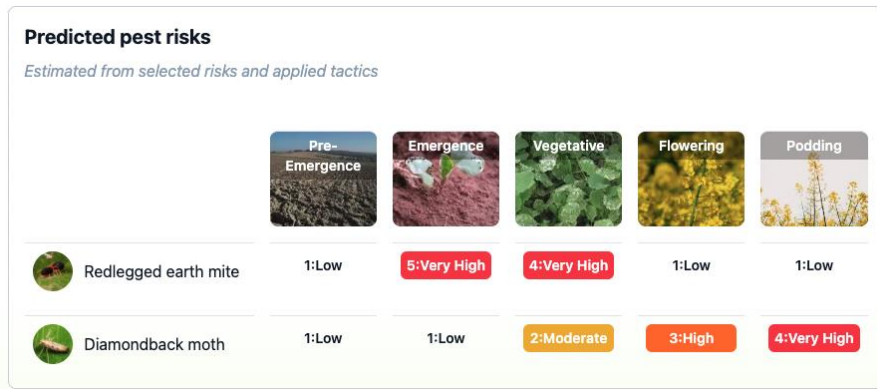 Predicted pest risks
Estimated from selected risks and applied tactics
Pre-
Emergence
Emergence
Vegetative
Flowering
Podding
Redlegged earth mite
1:Low
5:Very High
4:Very High
1:Low
1:Low
Diamondback moth
1:Low
1:Low
2:Moderate
3:High
4:Very High